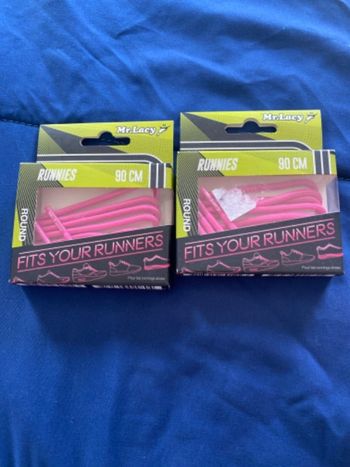 Mr.Lacy
RUNNIES
90 CM
ROUND
FITS YOUR RUNNERS
Mr.Lacy
RUNNIES
90 CM
ROUND
FITS YOUR RUNNERS